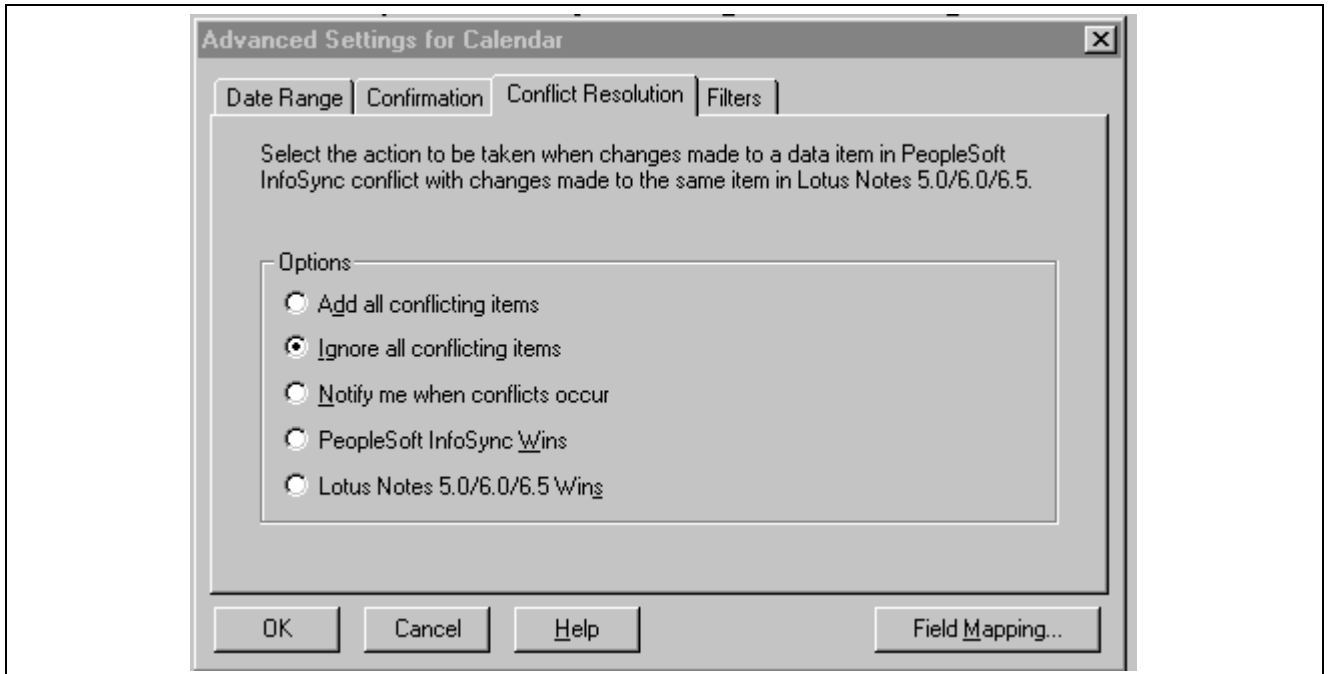 Advanced Settings for Calendar
Date Range Confirmation Conflict Resolution Filters
Select the action to be taken when changes made to a data item in PeopleSoft
InfoSync conflict with changes made to the same item in Lotus Notes 5.0/6.0/6.5.
Options
Add all conflicting items
Ignore all conflicting items
Notify me when conflicts occur
PeopleSoft InfoSync Wins
Lotus Notes 5.0/6.0/6.5 Wins
OK Cancel Help Field Mapping...